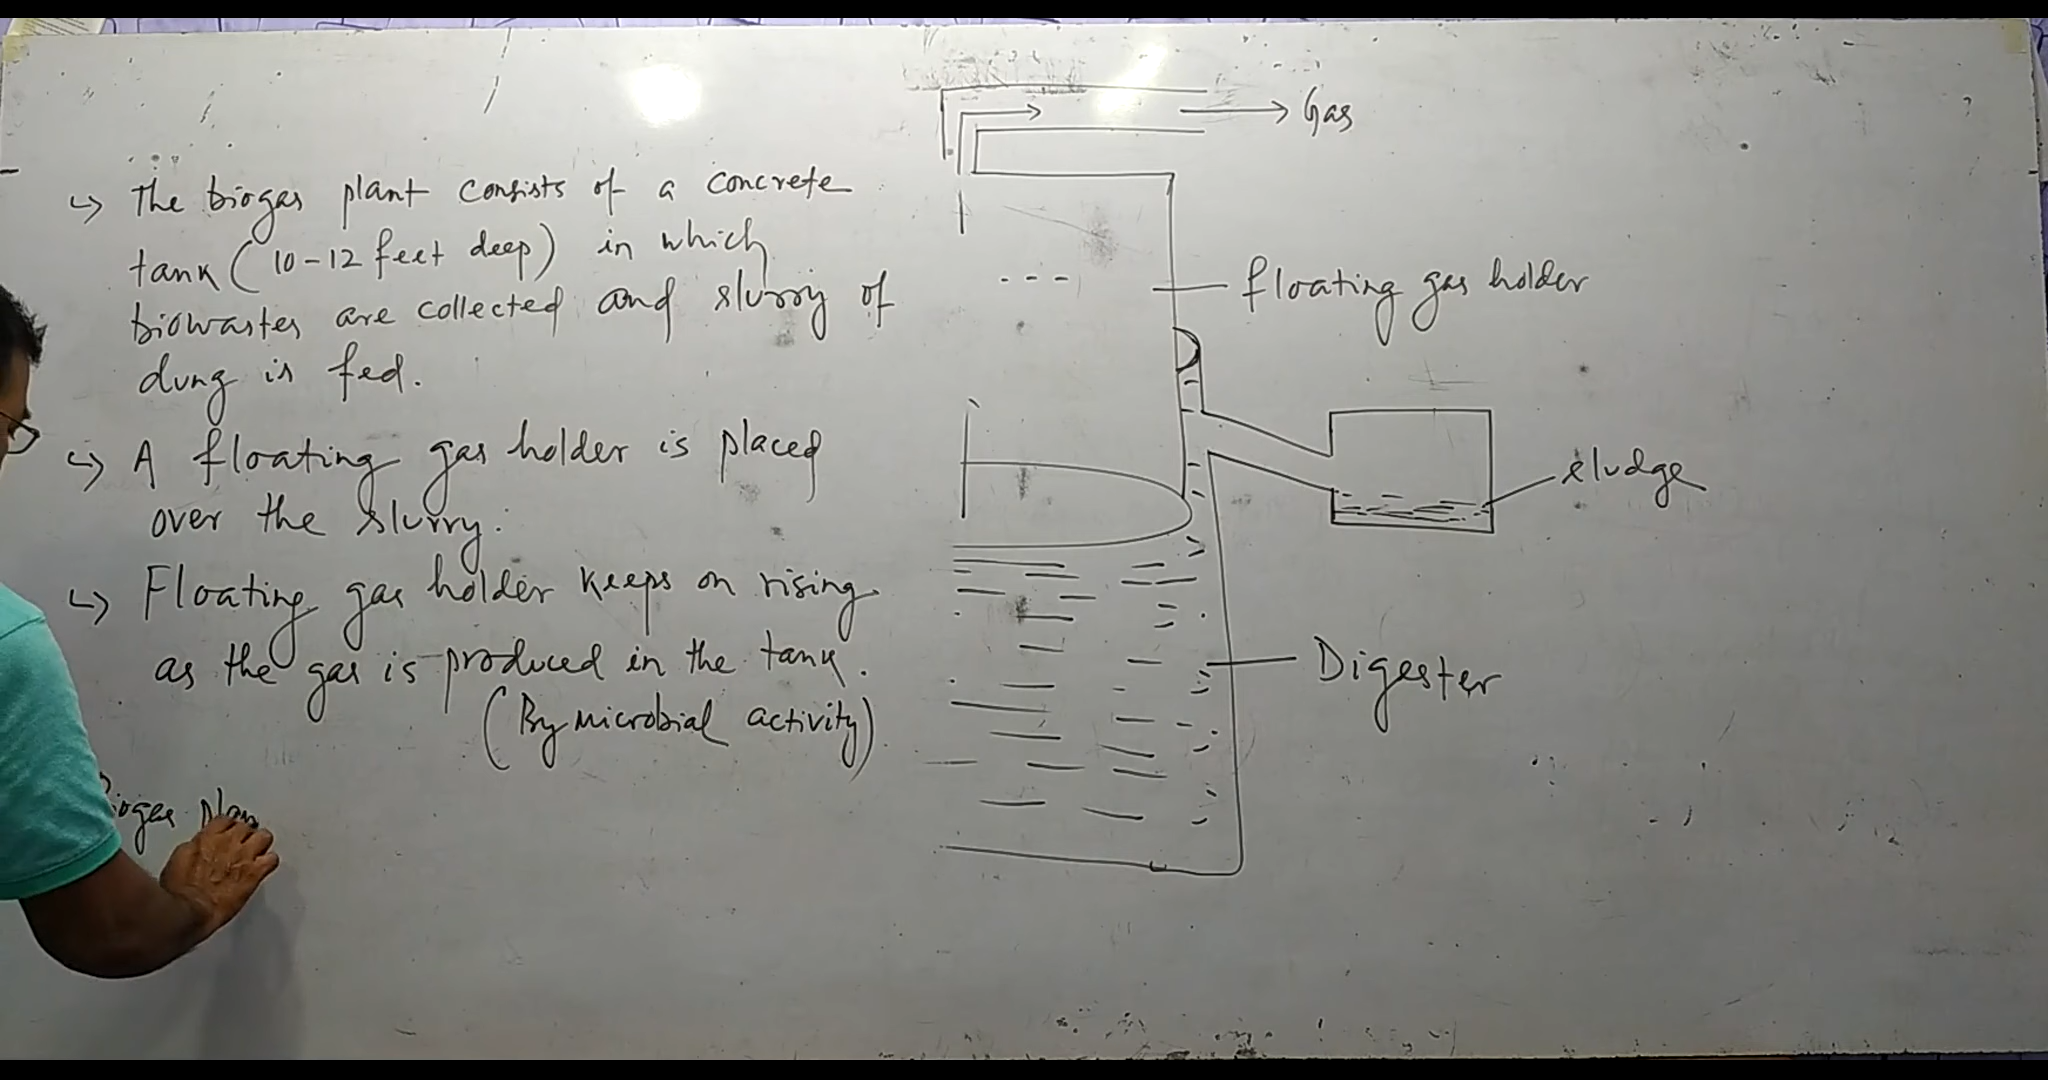 ↳ The biogas plant consists of a concrete
tank (10-12 feet deep) in which
biowastes are collected and slurry of
dung is fed.
↳ A floating gas holder is placed
over the slurry.
↳ Floating gas holder keeps on rising
as the gas is produced in the tank.
(By microbial activity)
iogas plan
→ Gas
floating gas holder
sludge
Digester